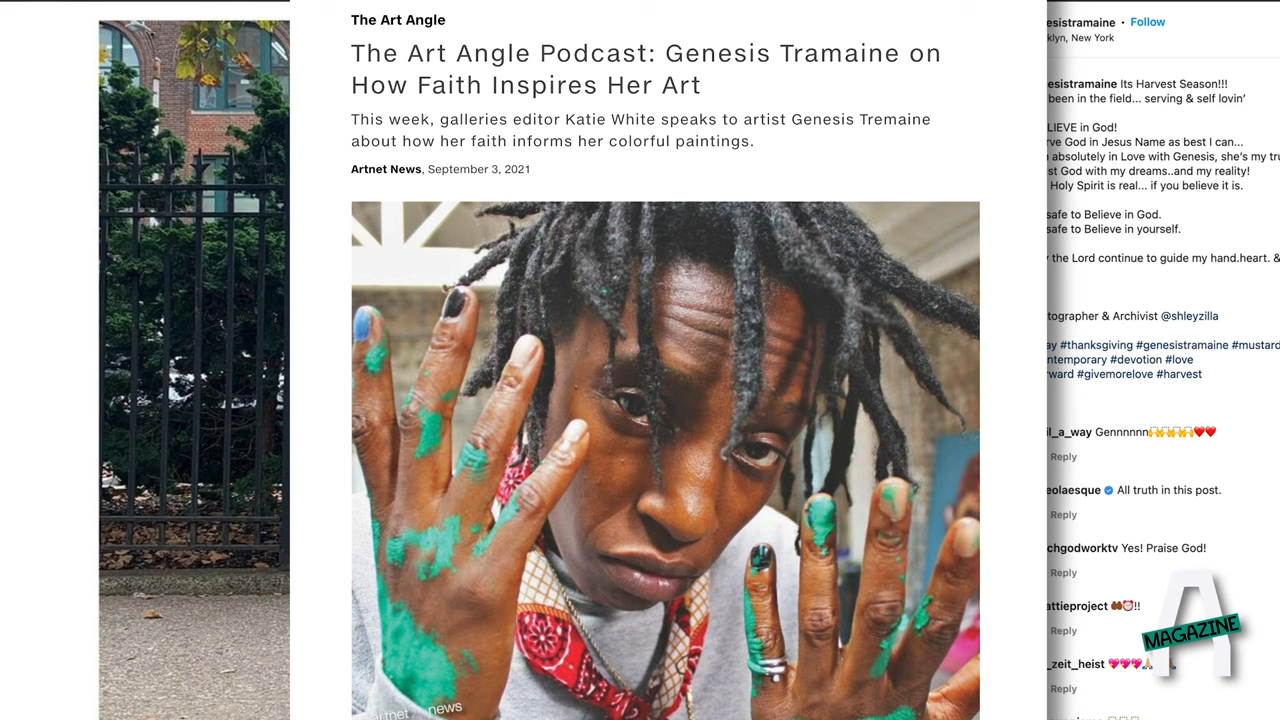 The Art Angle
The Art Angle Podcast: Genesis Tramaine on
How Faith Inspires Her Art
This week, galleries editor Katie White speaks to artist Genesis Tremaine
about how her faith informs her colorful paintings.
Artnet News, September 3, 2021
artnet news
esistramaine • Follow
klyn, New York
esistramaine Its Harvest Season!!!
been in the field... serving & self lovin'
LIEVE in God!
rve God in Jesus Name as best I can...
absolutely in Love with Genesis, she's my tru
st God with my dreams..and my reality!
Holy Spirit is real... if you believe it is.
safe to Believe in God.
safe to Believe in yourself.
the Lord continue to guide my hand.heart. &
tographer & Archivist @shleyzilla
ay #thanksgiving #genesistramaine #mustard
ntemporary #devotion #love
rward #givemorelove #harvest
il_a_way Gennnnnn🙌🙌🙌🙌❤️❤️
Reply
eolaesque All truth in this post.
Reply
chgodworktv Yes! Praise God!
Reply
attieproject !!
Reply
_zeit_heist
Reply
A
MAGAZINE